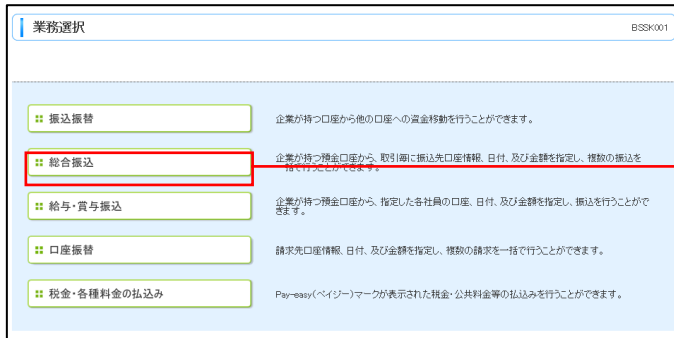 業務選択
BSSK001
振込振替
企業が持つ口座から他の口座への資金移動を行うことができます。
総合振込
企業が持つ預金口座から、取引毎に振込先口座情報、日付、及び金額を指定し、複数の振込を
一括で行うことができます。
給与・賞与振込
企業が持つ預金口座から、指定した各社員の口座、日付、及び金額を指定し、振込を行うことがで
きます。
口座振替
請求先口座情報、日付、及び金額を指定し、複数の請求を一括で行うことができます。
税金・各種料金の払込み
Pay-easy(ペイジー)マークが表示された税金・公共料金等の払込みを行うことができます。